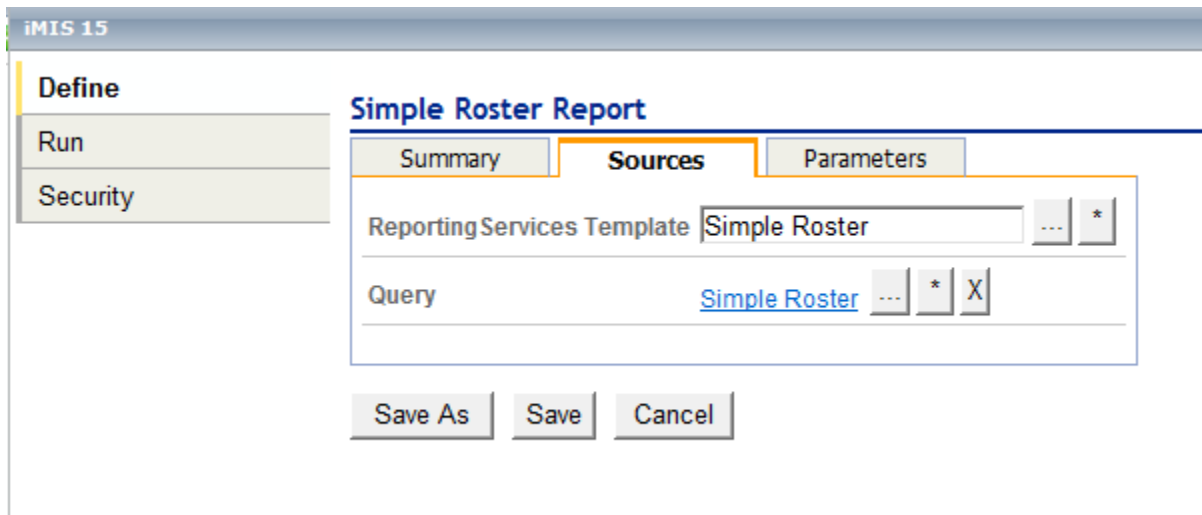 iMIS 15
Define
Run
Security
Simple Roster Report
Summary Sources Parameters
ReportingServices Template Simple Roster ... *
Query Simple Roster ... * X
Save As Save Cancel